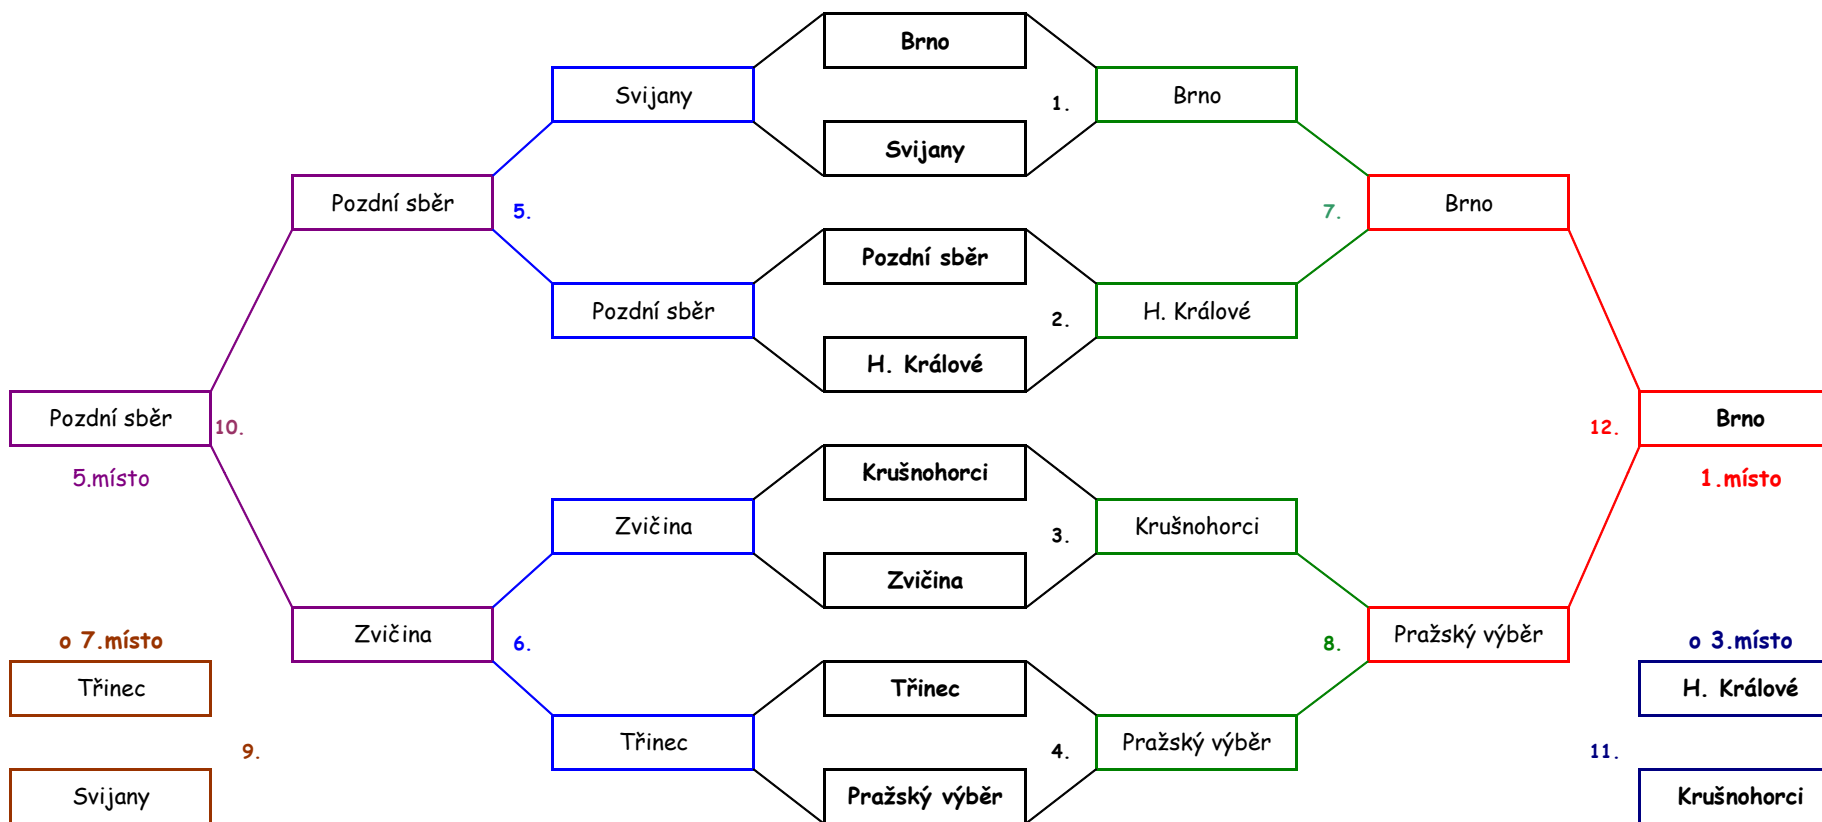 Brno
Svijany
1.
Brno
Svijany
Pozdní sběr
5.
7.
Brno
Pozdní sběr
Pozdní sběr
2.
H. Králové
H. Králové
Pozdní sběr
10.
12.
Brno
5.místo
Krušnohorci
1.místo
Zvičina
3.
Krušnohorci
Zvičina
o 7.místo
Zvičina
6.
8.
Pražský výběr
o 3.místo
Třinec
Třinec
H. Králové
9.
Třinec
4.
Pražský výběr
11.
Svijany
Pražský výběr
Krušnohorci